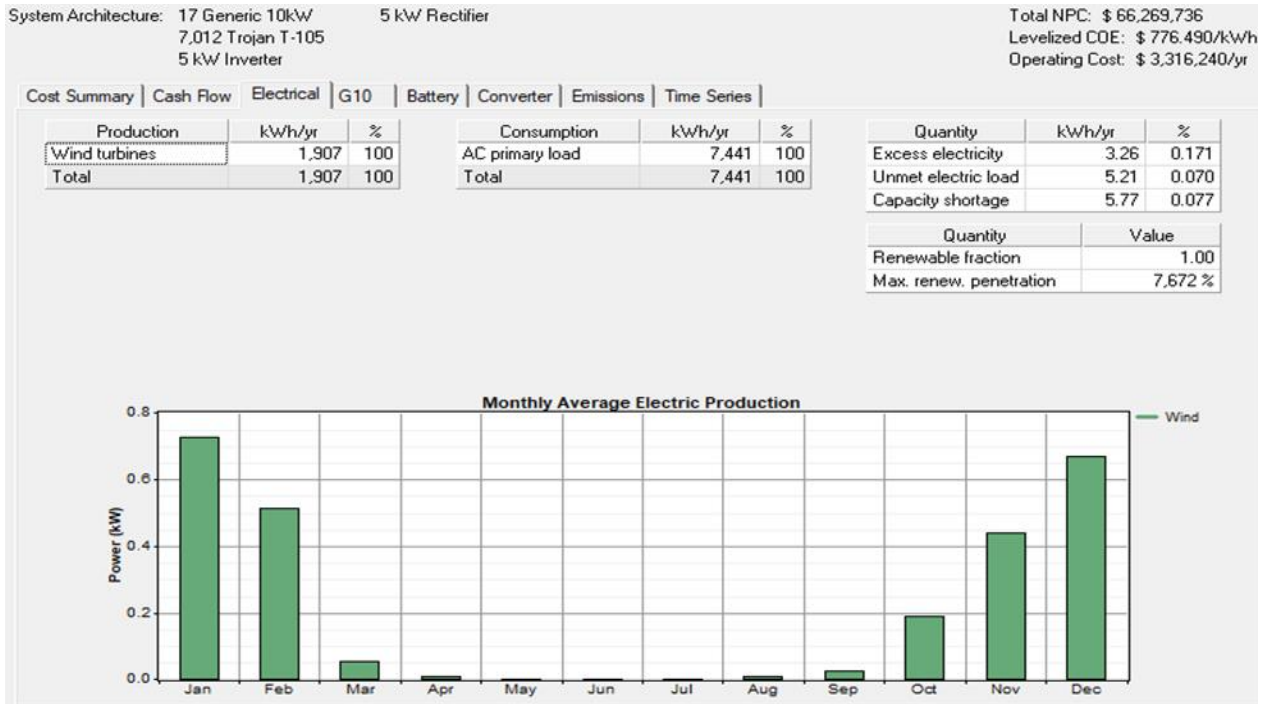 System Architecture: 17 Generic 10kW 5 kW Rectifier
7,012 Trojan T-105
5 kW Inverter
Total NPC: $ 66,269,736
Levelized COE: $ 776.490/kWh
Operating Cost: $ 3,316,240/yr
Cost Summary Cash Flow Electrical G10 Battery Converter Emissions Time Series
Production kWh/yr %
Wind turbines 1,907 100
Total 1,907 100
Consumption kWh/yr %
AC primary load 7,441 100
Total 7,441 100
Quantity kWh/yr %
Excess electricity 3.26 0.171
Unmet electric load 5.21 0.070
Capacity shortage 5.77 0.077
Quantity Value
Renewable fraction 1.00
Max. renew. penetration 7,672 %
Monthly Average Electric Production
Wind
Power (kW)
0.8
0.6
0.4
0.2
0.0
Jan Feb Mar Apr May Jun Jul Aug Sep Oct Nov Dec